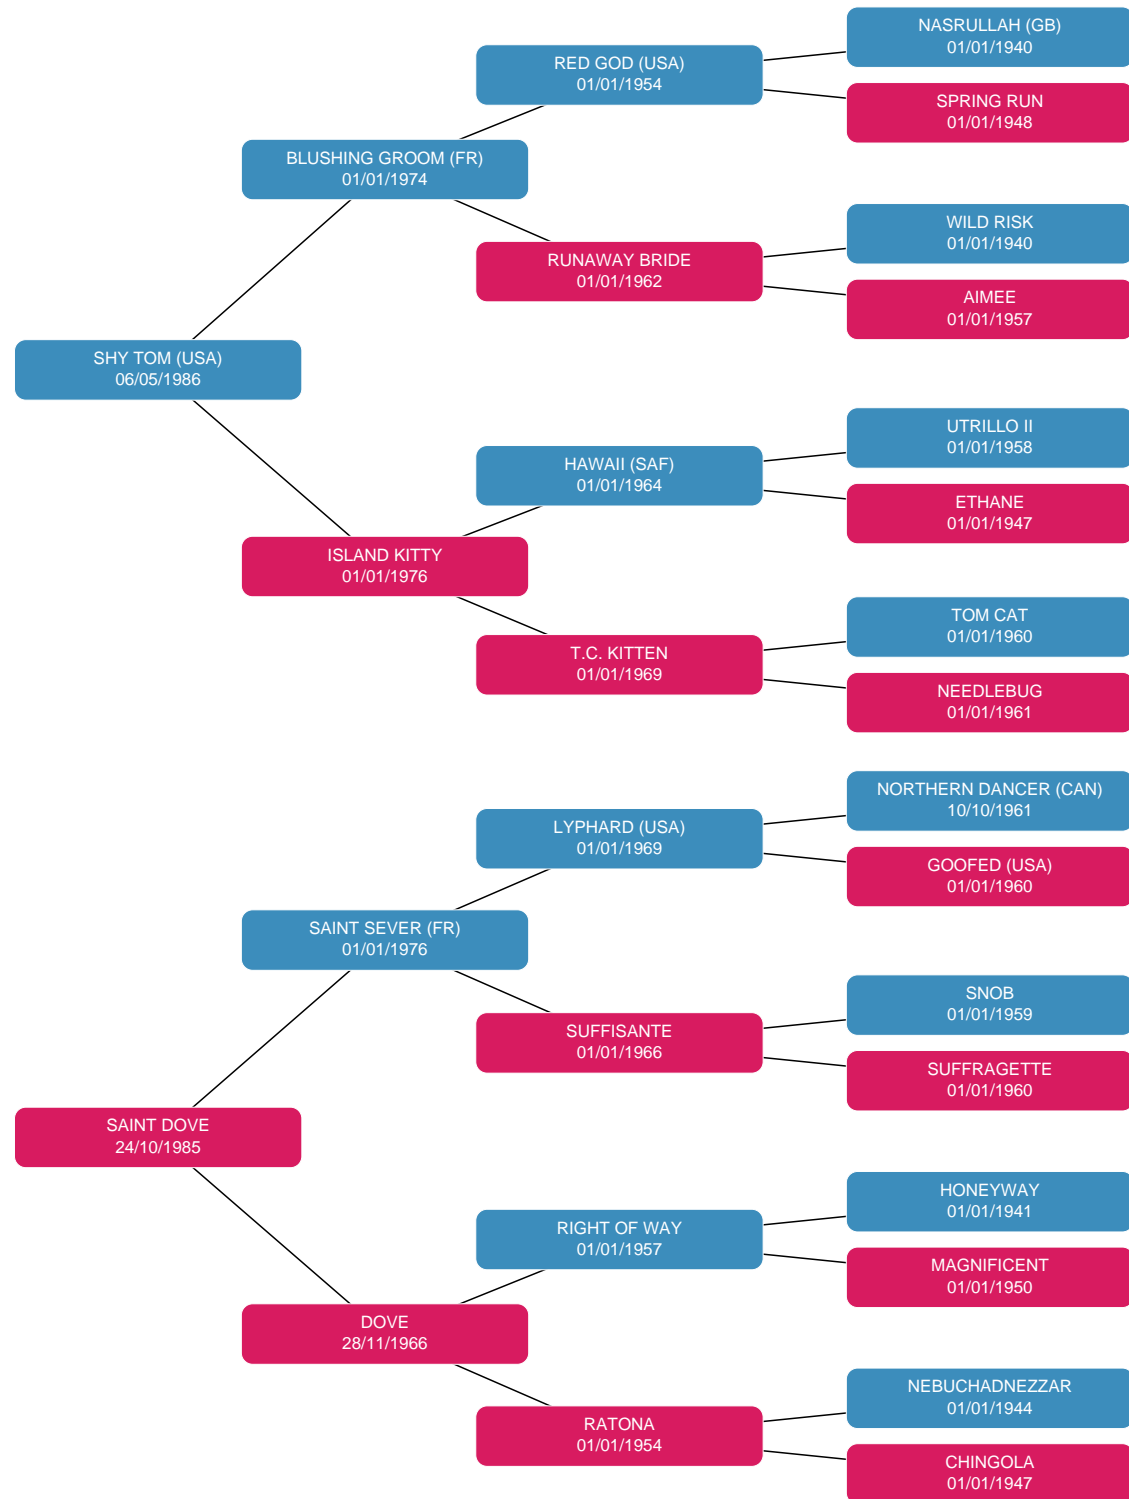 NASRULLAH (GB)
01/01/1940
RED GOD (USA)
01/01/1954
SPRING RUN
01/01/1948
BLUSHING GROOM (FR)
01/01/1974
WILD RISK
01/01/1940
RUNAWAY BRIDE
01/01/1962
AIMEE
01/01/1957
SHY TOM (USA)
06/05/1986
UTRILLO II
01/01/1958
HAWAII (SAF)
01/01/1964
ETHANE
01/01/1947
ISLAND KITTY
01/01/1976
TOM CAT
01/01/1960
T.C. KITTEN
01/01/1969
NEEDLEBUG
01/01/1961
NORTHERN DANCER (CAN)
10/10/1961
LYPHARD (USA)
01/01/1969
GOOFED (USA)
01/01/1960
SAINT SEVER (FR)
01/01/1976
SNOB
01/01/1959
SUFFISANTE
01/01/1966
SUFFRAGETTE
01/01/1960
SAINT DOVE
24/10/1985
HONEYWAY
01/01/1941
RIGHT OF WAY
01/01/1957
MAGNIFICENT
01/01/1950
DOVE
28/11/1966
NEBUCHADNEZZAR
01/01/1944
RATONA
01/01/1954
CHINGOLA
01/01/1947